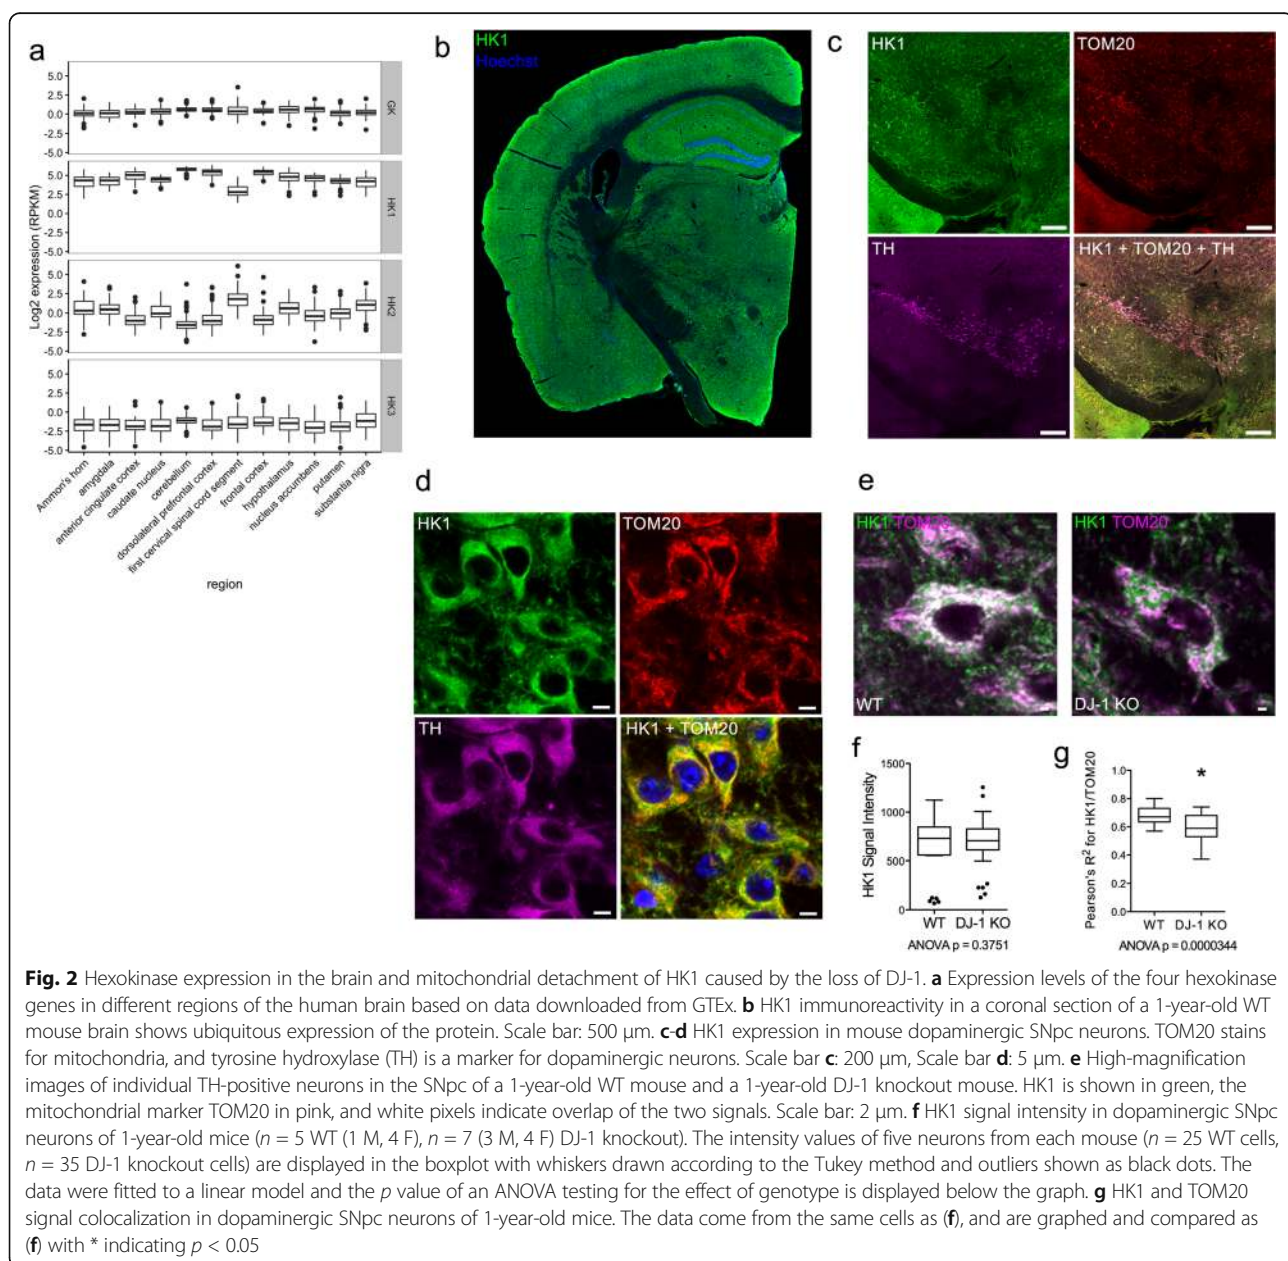 a
Log2 expression (RPKM)
5.0
2.5
0.0
-2.5
-5.0
GK
5.0
2.5
0.0
-2.5
-5.0
HK1
5.0
2.5
0.0
-2.5
-5.0
HK2
5.0
2.5
0.0
-2.5
-5.0
HK3
Ammon's horn
amygdala
anterior cingulate cortex
caudate nucleus
cerebellum
dorsolateral prefrontal cortex
first cervical spinal cord segment
frontal cortex
hypothalamus
nucleus accumbens
putamen
substantia nigra
region
b
HK1
Hoechst
c
HK1
TOM20
TH
HK1 + TOM20 + TH
d
HK1
TOM20
TH
HK1 + TOM20
e
HK1 TOM20
WT
HK1 TOM20
DJ-1 KO
f
HK1 Signal Intensity
1500
1000
500
0
WT DJ-1 KO
ANOVA p = 0.3751
g
Pearson's R² for HK1/TOM20
1.0
0.8
0.6
0.4
0.2
0.0
*
WT DJ-1 KO
ANOVA p = 0.0000344
Fig. 2 Hexokinase expression in the brain and mitochondrial detachment of HK1 caused by the loss of DJ-1. a Expression levels of the four hexokinase
genes in different regions of the human brain based on data downloaded from GTEx. b HK1 immunoreactivity in a coronal section of a 1-year-old WT
mouse brain shows ubiquitous expression of the protein. Scale bar: 500 μm. c-d HK1 expression in mouse dopaminergic SNpc neurons. TOM20 stains
for mitochondria, and tyrosine hydroxylase (TH) is a marker for dopaminergic neurons. Scale bar c: 200 μm, Scale bar d: 5 μm. e High-magnification
images of individual TH-positive neurons in the SNpc of a 1-year-old WT mouse and a 1-year-old DJ-1 knockout mouse. HK1 is shown in green, the
mitochondrial marker TOM20 in pink, and white pixels indicate overlap of the two signals. Scale bar: 2 μm. f HK1 signal intensity in dopaminergic SNpc
neurons of 1-year-old mice (n = 5 WT (1 M, 4 F), n = 7 (3 M, 4 F) DJ-1 knockout). The intensity values of five neurons from each mouse (n = 25 WT cells,
n = 35 DJ-1 knockout cells) are displayed in the boxplot with whiskers drawn according to the Tukey method and outliers shown as black dots. The
data were fitted to a linear model and the p value of an ANOVA testing for the effect of genotype is displayed below the graph. g HK1 and TOM20
signal colocalization in dopaminergic SNpc neurons of 1-year-old mice. The data come from the same cells as (f), and are graphed and compared as
(f) with * indicating p < 0.05